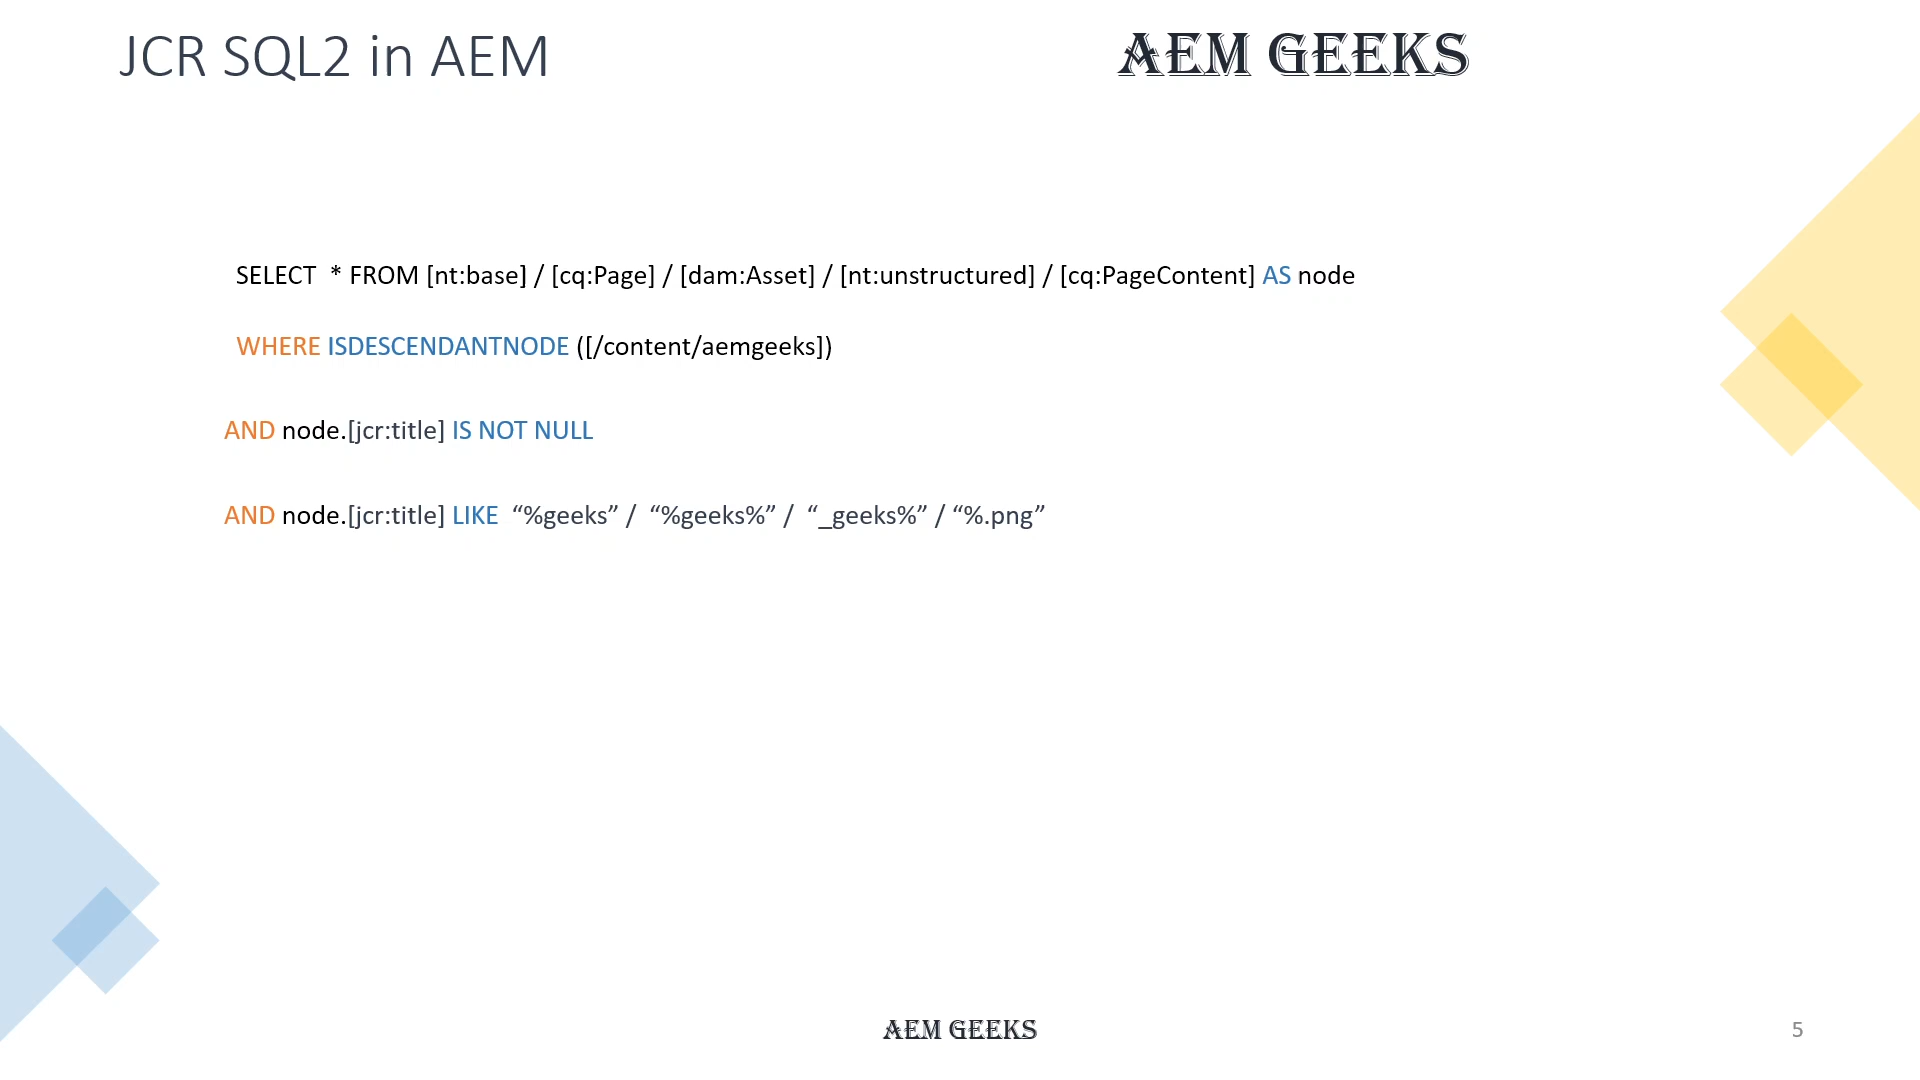 JCR SQL2 in AEM
AEM GEEKS
SELECT * FROM [nt:base] / [cq:Page] / [dam:Asset] / [nt:unstructured] / [cq:PageContent] AS node
WHERE ISDESCENDANTNODE ([/content/aemgeeks])
AND node.[jcr:title] IS NOT NULL
AND node.[jcr:title] LIKE “%geeks” / “%geeks%” / “_geeks%” / “%.png”
AEM GEEKS
5